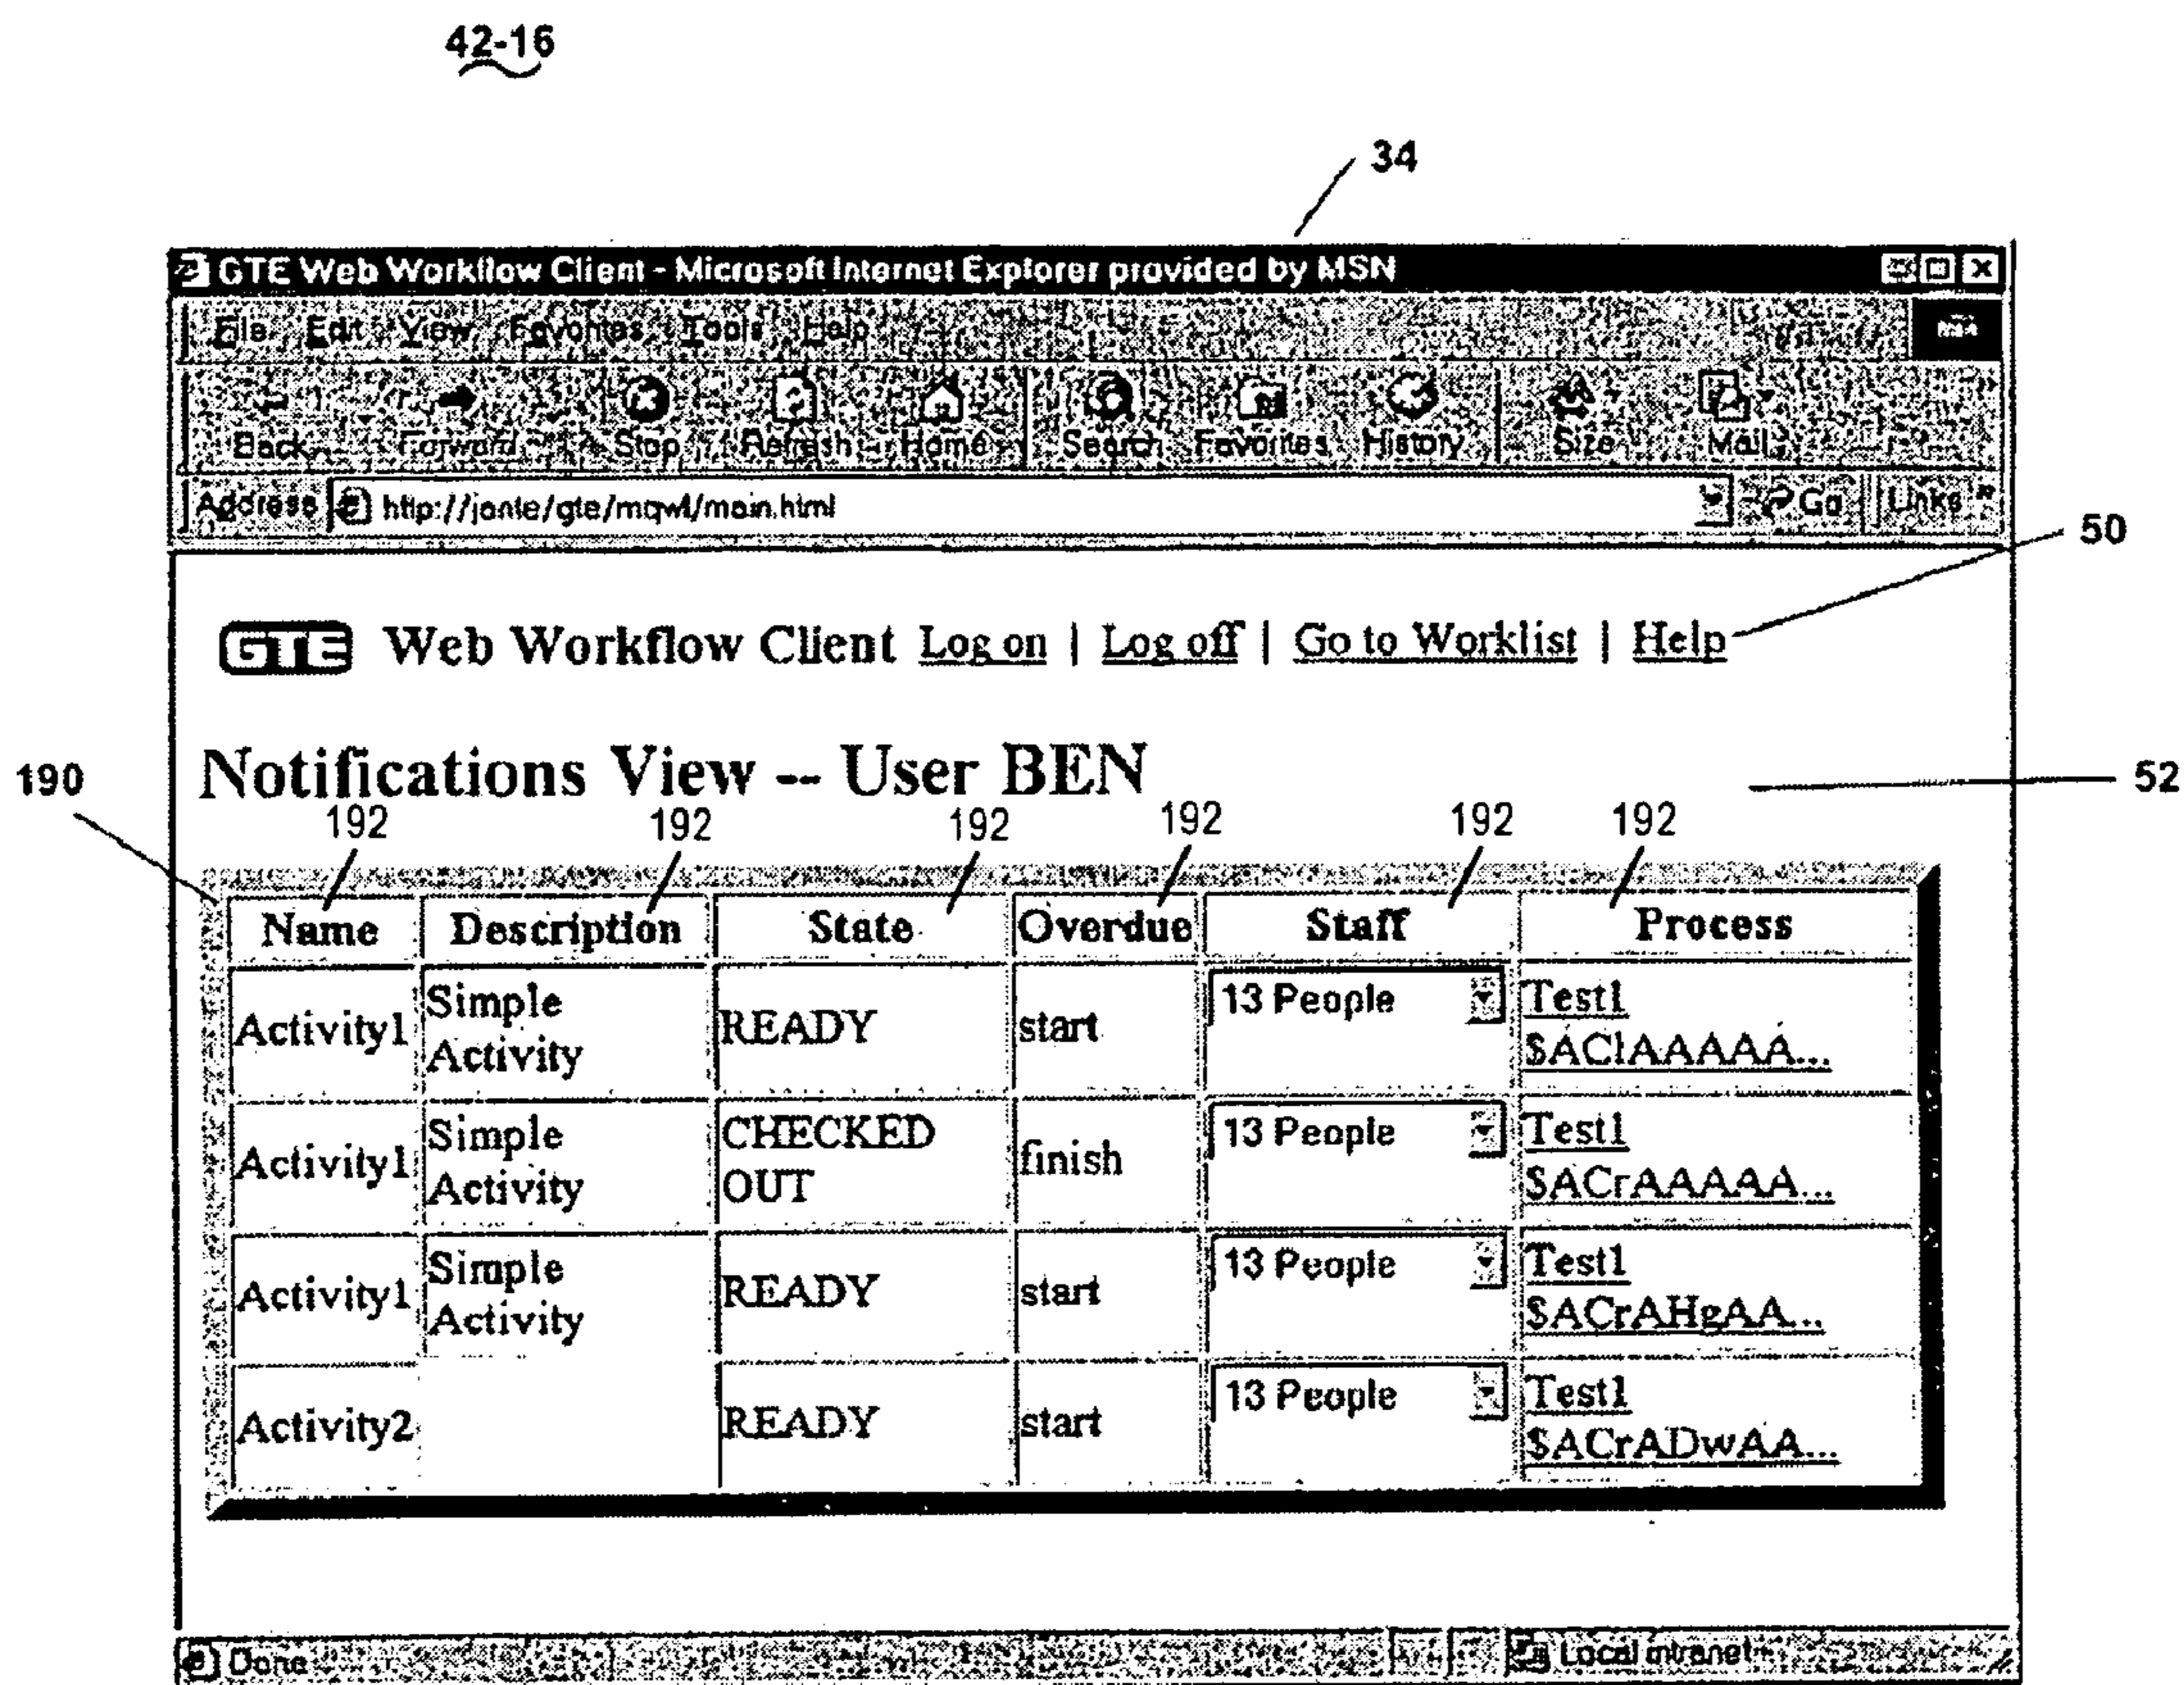 42-16
34
GTE Web Workflow Client - Microsoft Internet Explorer provided by MSN
File Edit View Favorites Tools Help
Back Forward Stop Refresh Home Search Favorites History Size Mail
Address http://jante/gte/mqwf/main.html Go Links »
50
GTE Web Workflow Client Log on | Log off | Go to Worklist | Help
190
Notifications View -- User BEN
52
192 192 192 192 192 192
Name Description State Overdue Staff Process
Activity1 Simple Activity READY start 13 People Test1 $AClAAAAA...
Activity1 Simple Activity CHECKED OUT finish 13 People Test1 $ACrAAAAA...
Activity1 Simple Activity READY start 13 People Test1 $ACrAHgAA...
Activity2 READY start 13 People Test1 $ACrADwAA...
Done Local intranet